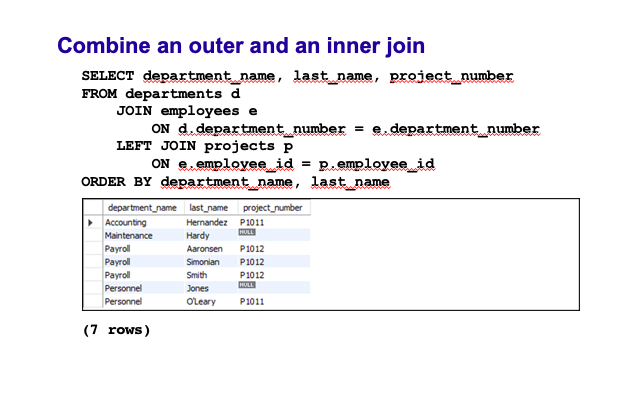 Combine an outer and an inner join
SELECT department_name, last_name, project_number
FROM departments d
JOIN employees e
ON d.department_number = e.department_number
LEFT JOIN projects p
ON e.employee_id = p.employee_id
ORDER BY department_name, last_name
department_name last_name project_number
Accounting Hernandez P1011
Maintenance Hardy NULL
Payroll Aaronsen P1012
Payroll Simonian P1012
Payroll Smith P1012
Personnel Jones NULL
Personnel O'Leary P1011
(7 rows)